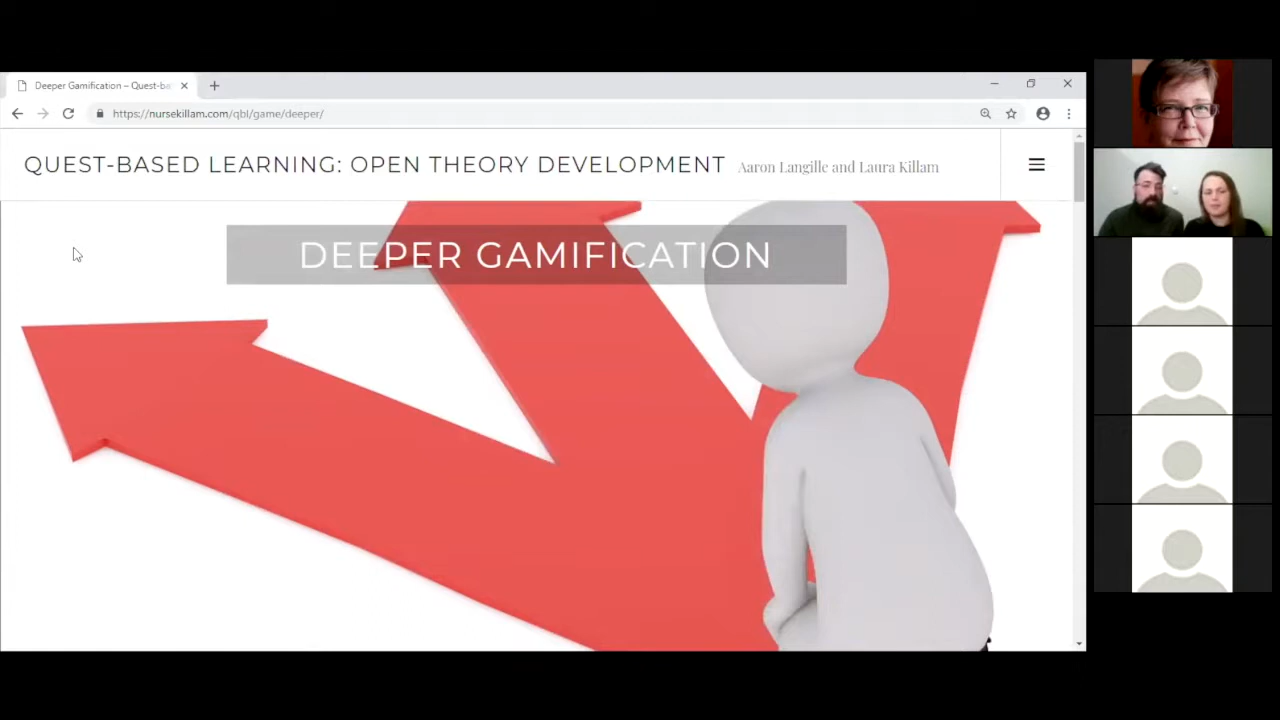 Deeper Gamification – Quest-ba
https://nursekillam.com/qbl/game/deeper/
QUEST-BASED LEARNING: OPEN THEORY DEVELOPMENT Aaron Langille and Laura Killam
DEEPER GAMIFICATION